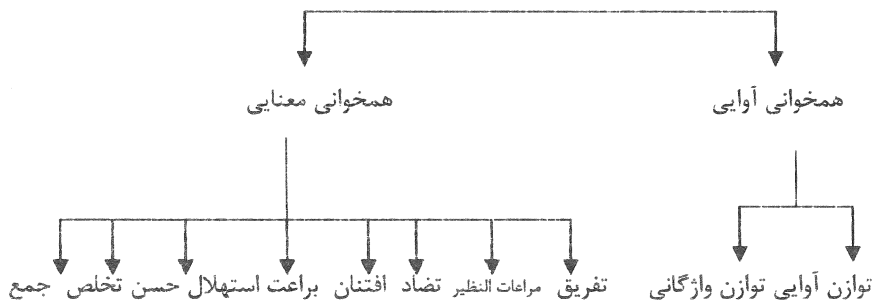 همخوانی آوایی همخوانی معنایی
توازن آوایی توازن واژگانی تفریق مراعات النظیر تضاد افتنان براعت استهلال حسن تخلص جمع